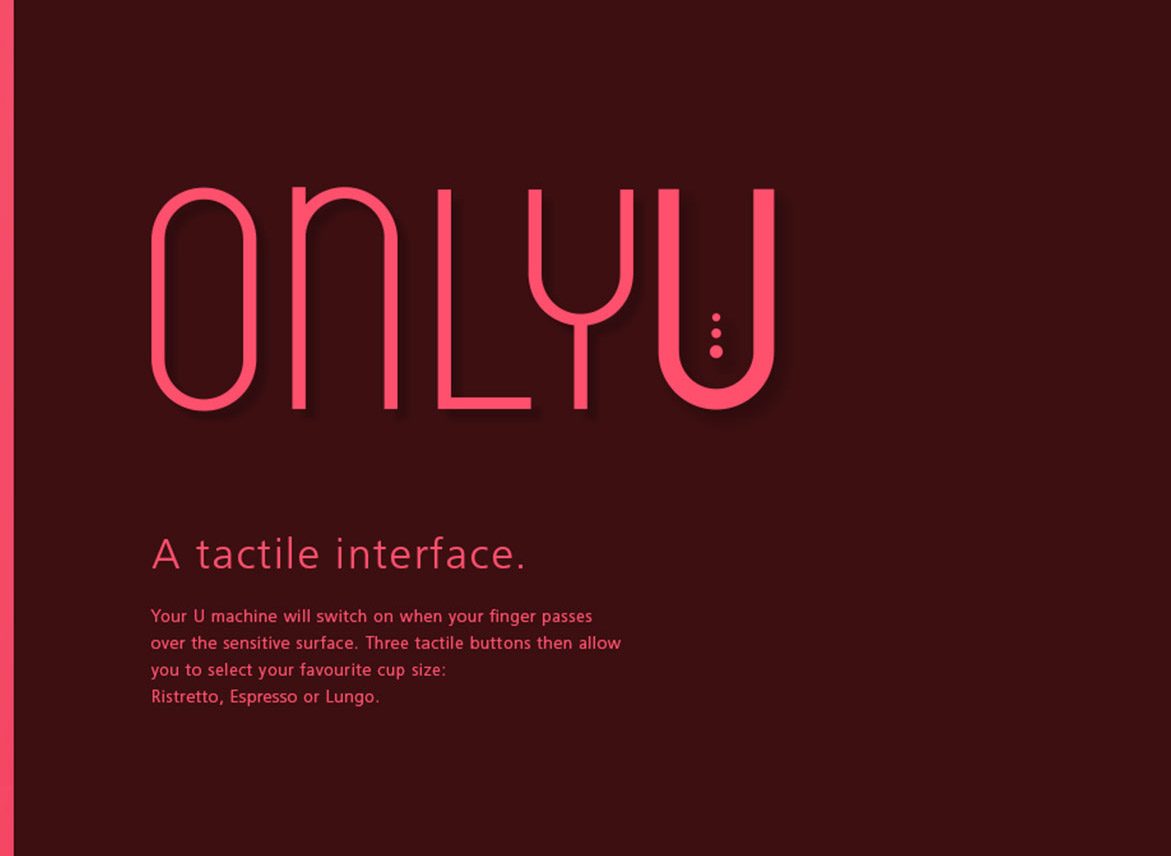 ONLYU
A tactile interface.
Your U machine will switch on when your finger passes
over the sensitive surface. Three tactile buttons then allow
you to select your favourite cup size:
Ristretto, Espresso or Lungo.